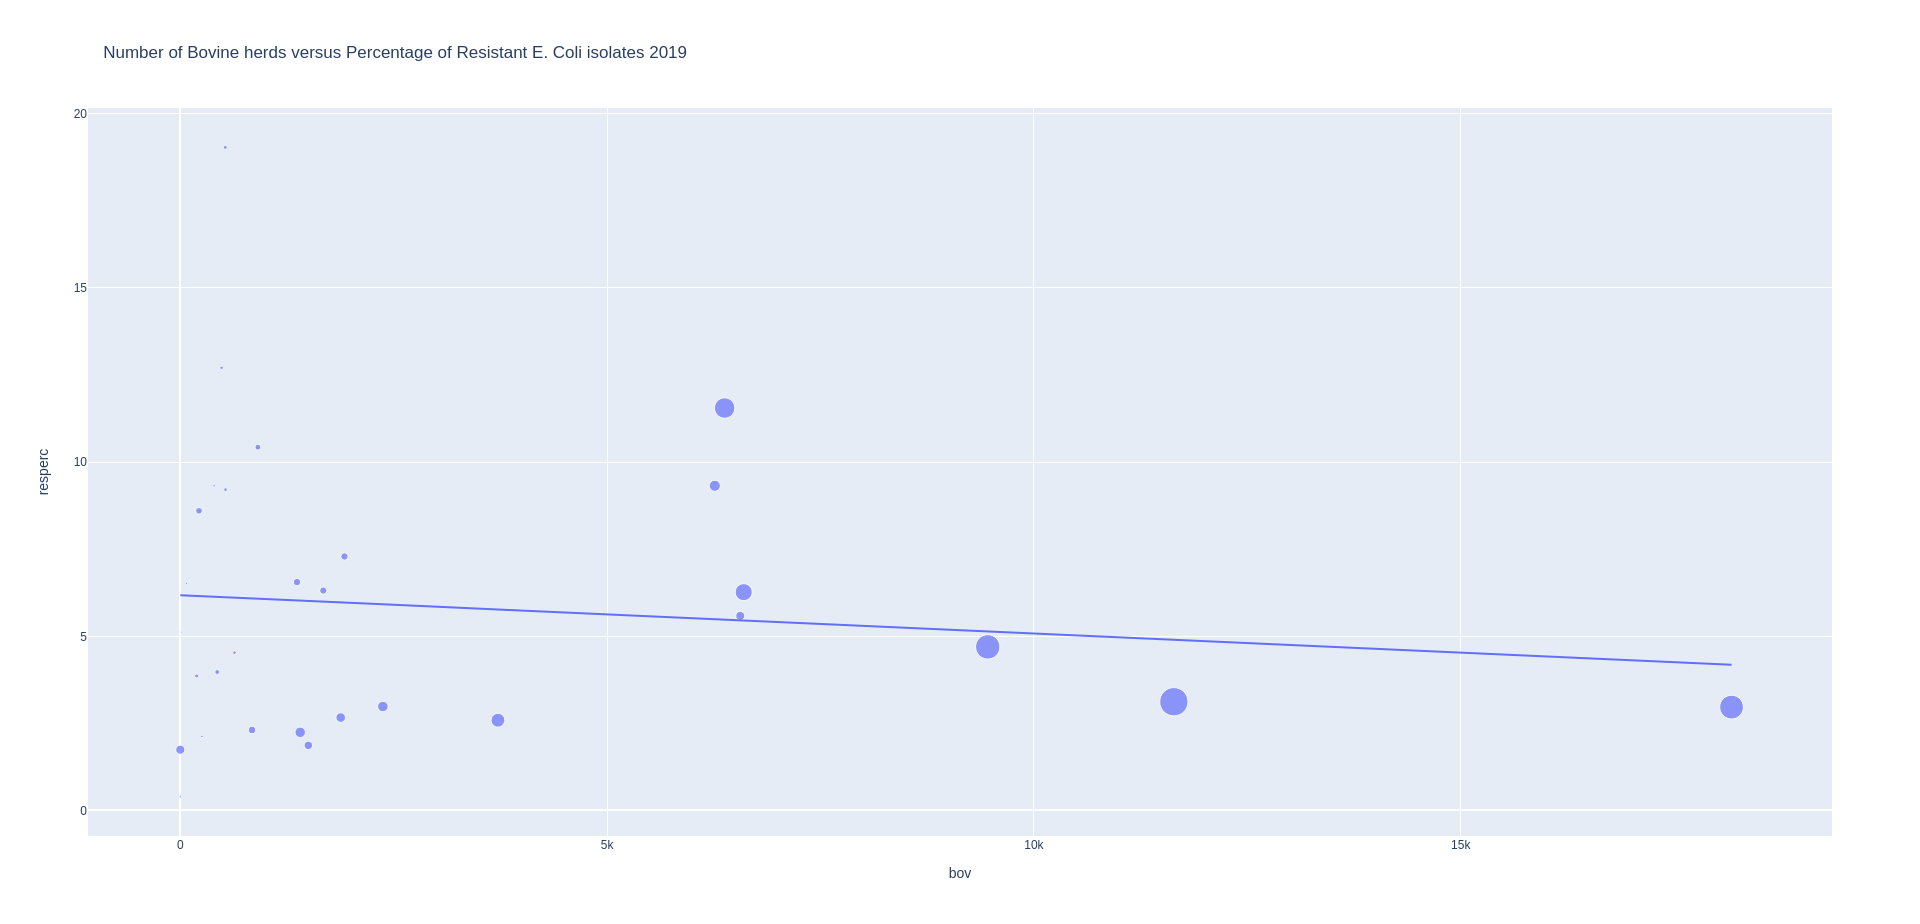 Number of Bovine herds versus Percentage of Resistant E. Coli isolates 2019
20
15
10
5
0
resperc
0 5k 10k 15k
bov